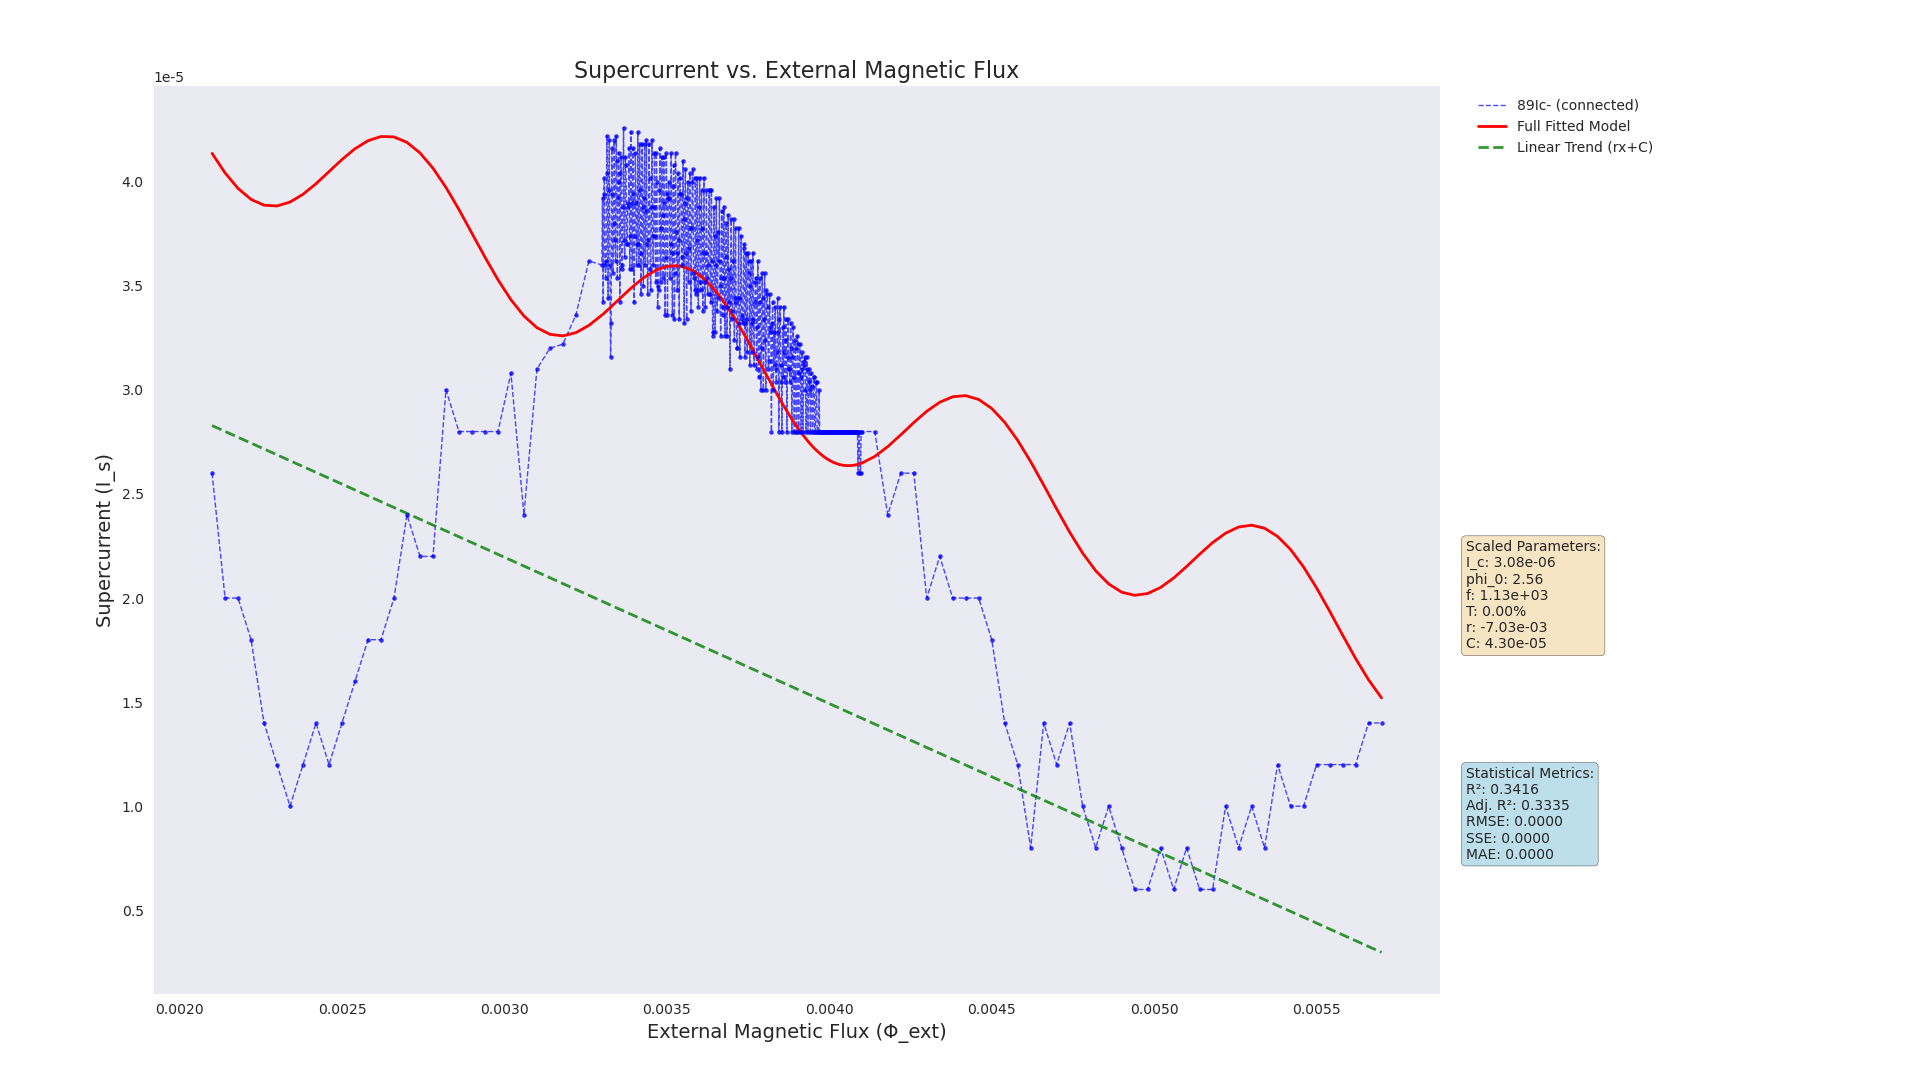 Supercurrent vs. External Magnetic Flux
1e-5
4.0
3.5
3.0
2.5
2.0
1.5
1.0
0.5
Supercurrent (I_s)
0.0020 0.0025 0.0030 0.0035 0.0040 0.0045 0.0050 0.0055
External Magnetic Flux (Φ_ext)
89Ic- (connected)
Full Fitted Model
Linear Trend (rx+C)
Scaled Parameters:
I_c: 3.08e-06
phi_0: 2.56
f: 1.13e+03
T: 0.00%
r: -7.03e-03
C: 4.30e-05
Statistical Metrics:
R²: 0.3416
Adj. R²: 0.3335
RMSE: 0.0000
SSE: 0.0000
MAE: 0.0000